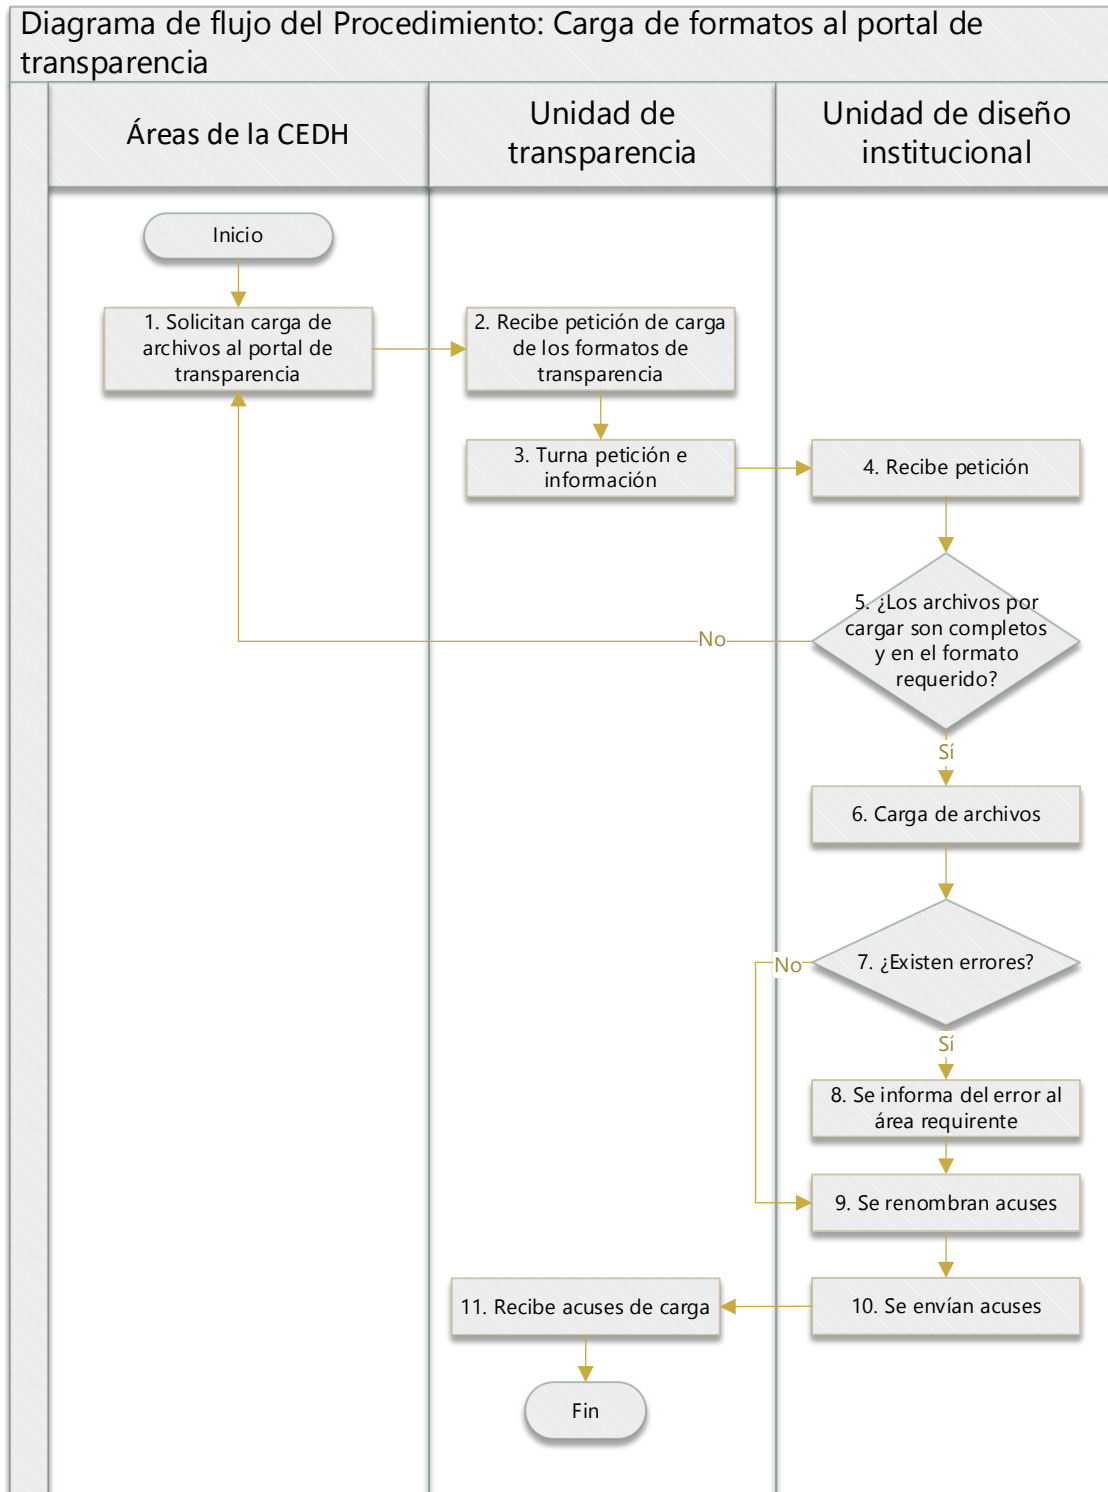 Diagrama de flujo del Procedimiento: Carga de formatos al portal de
transparencia
Áreas de la CEDH
Unidad de
transparencia
Unidad de diseño
institucional
Inicio
1. Solicitan carga de
archivos al portal de
transparencia
2. Recibe petición de carga
de los formatos de
transparencia
3. Turna petición e
información
4. Recibe petición
5. ¿Los archivos por
cargar son completos
y en el formato
requerido?
No
Sí
6. Carga de archivos
7. ¿Existen errores?
No
Sí
8. Se informa del error al
área requirente
9. Se renombran acuses
10. Se envían acuses
11. Recibe acuses de carga
Fin